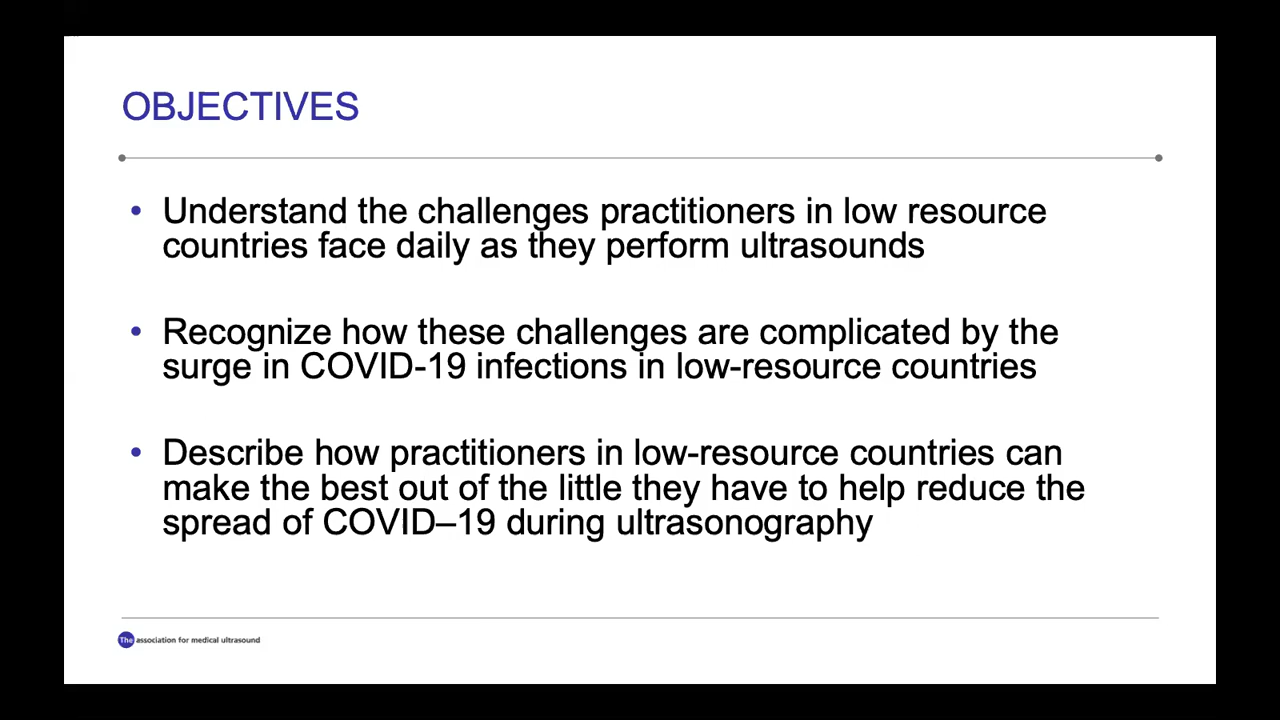 OBJECTIVES
• Understand the challenges practitioners in low resource
countries face daily as they perform ultrasounds
• Recognize how these challenges are complicated by the
surge in COVID-19 infections in low-resource countries
• Describe how practitioners in low-resource countries can
make the best out of the little they have to help reduce the
spread of COVID–19 during ultrasonography
The association for medical ultrasound